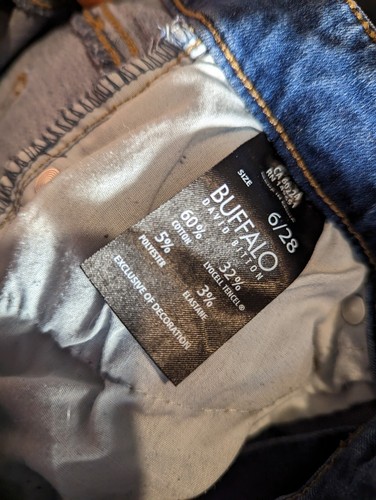 SIZE 6/28
BUFFALO
DAVID BITTON
60% 32%
COTTON LYOCELL TENCEL®
5% 3%
POLYESTER ELASTANE
EXCLUSIVE OF DECORATION